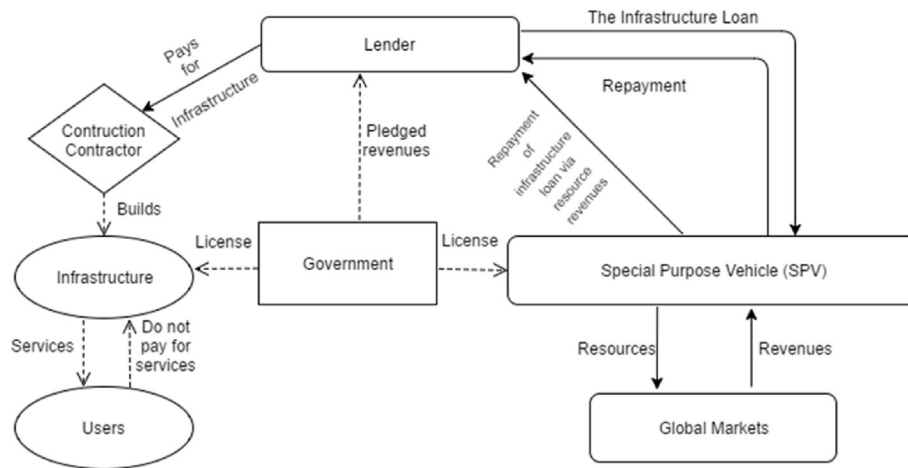 The Infrastructure Loan
Lender
Pays
for
Infrastructure
Repayment
Contruction
Contractor
Pledged
revenues
Repayment
of
infrastructure
loan via
resource
revenues
Builds
License
License
Infrastructure
Government
Special Purpose Vehicle (SPV)
Services
Do not
pay for
services
Resources
Revenues
Users
Global Markets